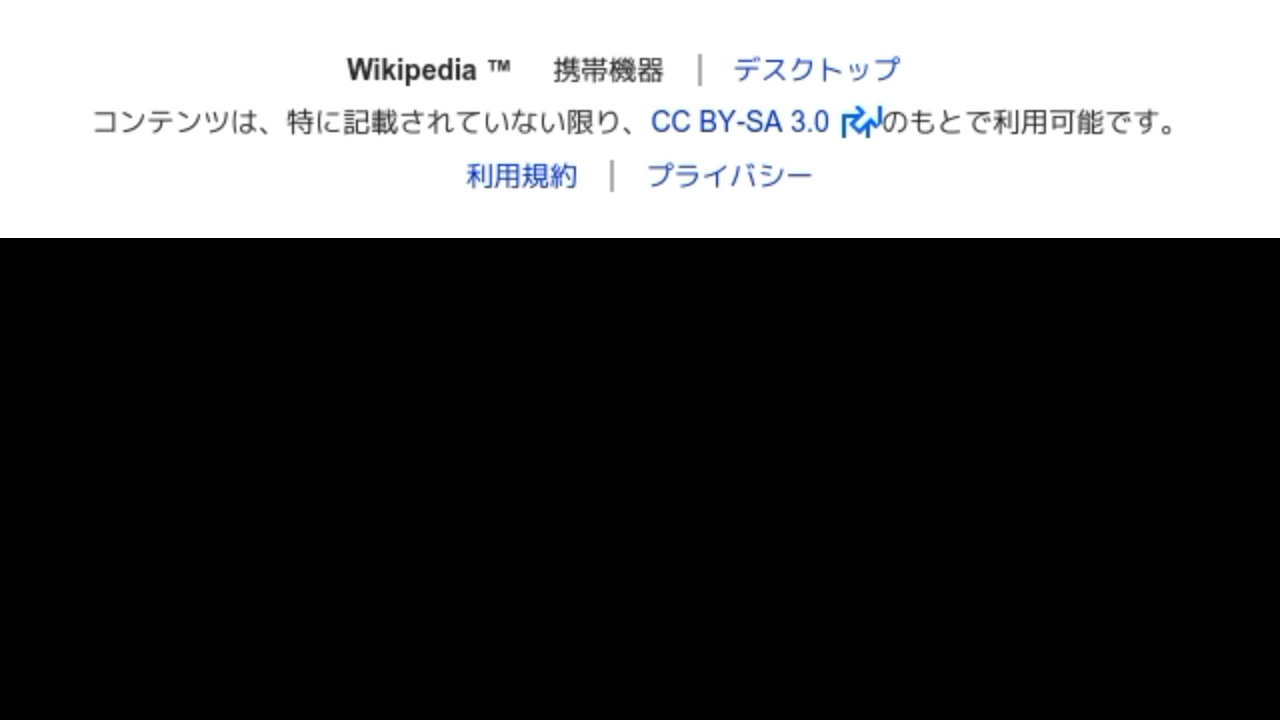 Wikipedia ™ 携帯機器 | デスクトップ
コンテンツは、特に記載されていない限り、CC BY-SA 3.0 のもとで利用可能です。
利用規約 | プライバシー